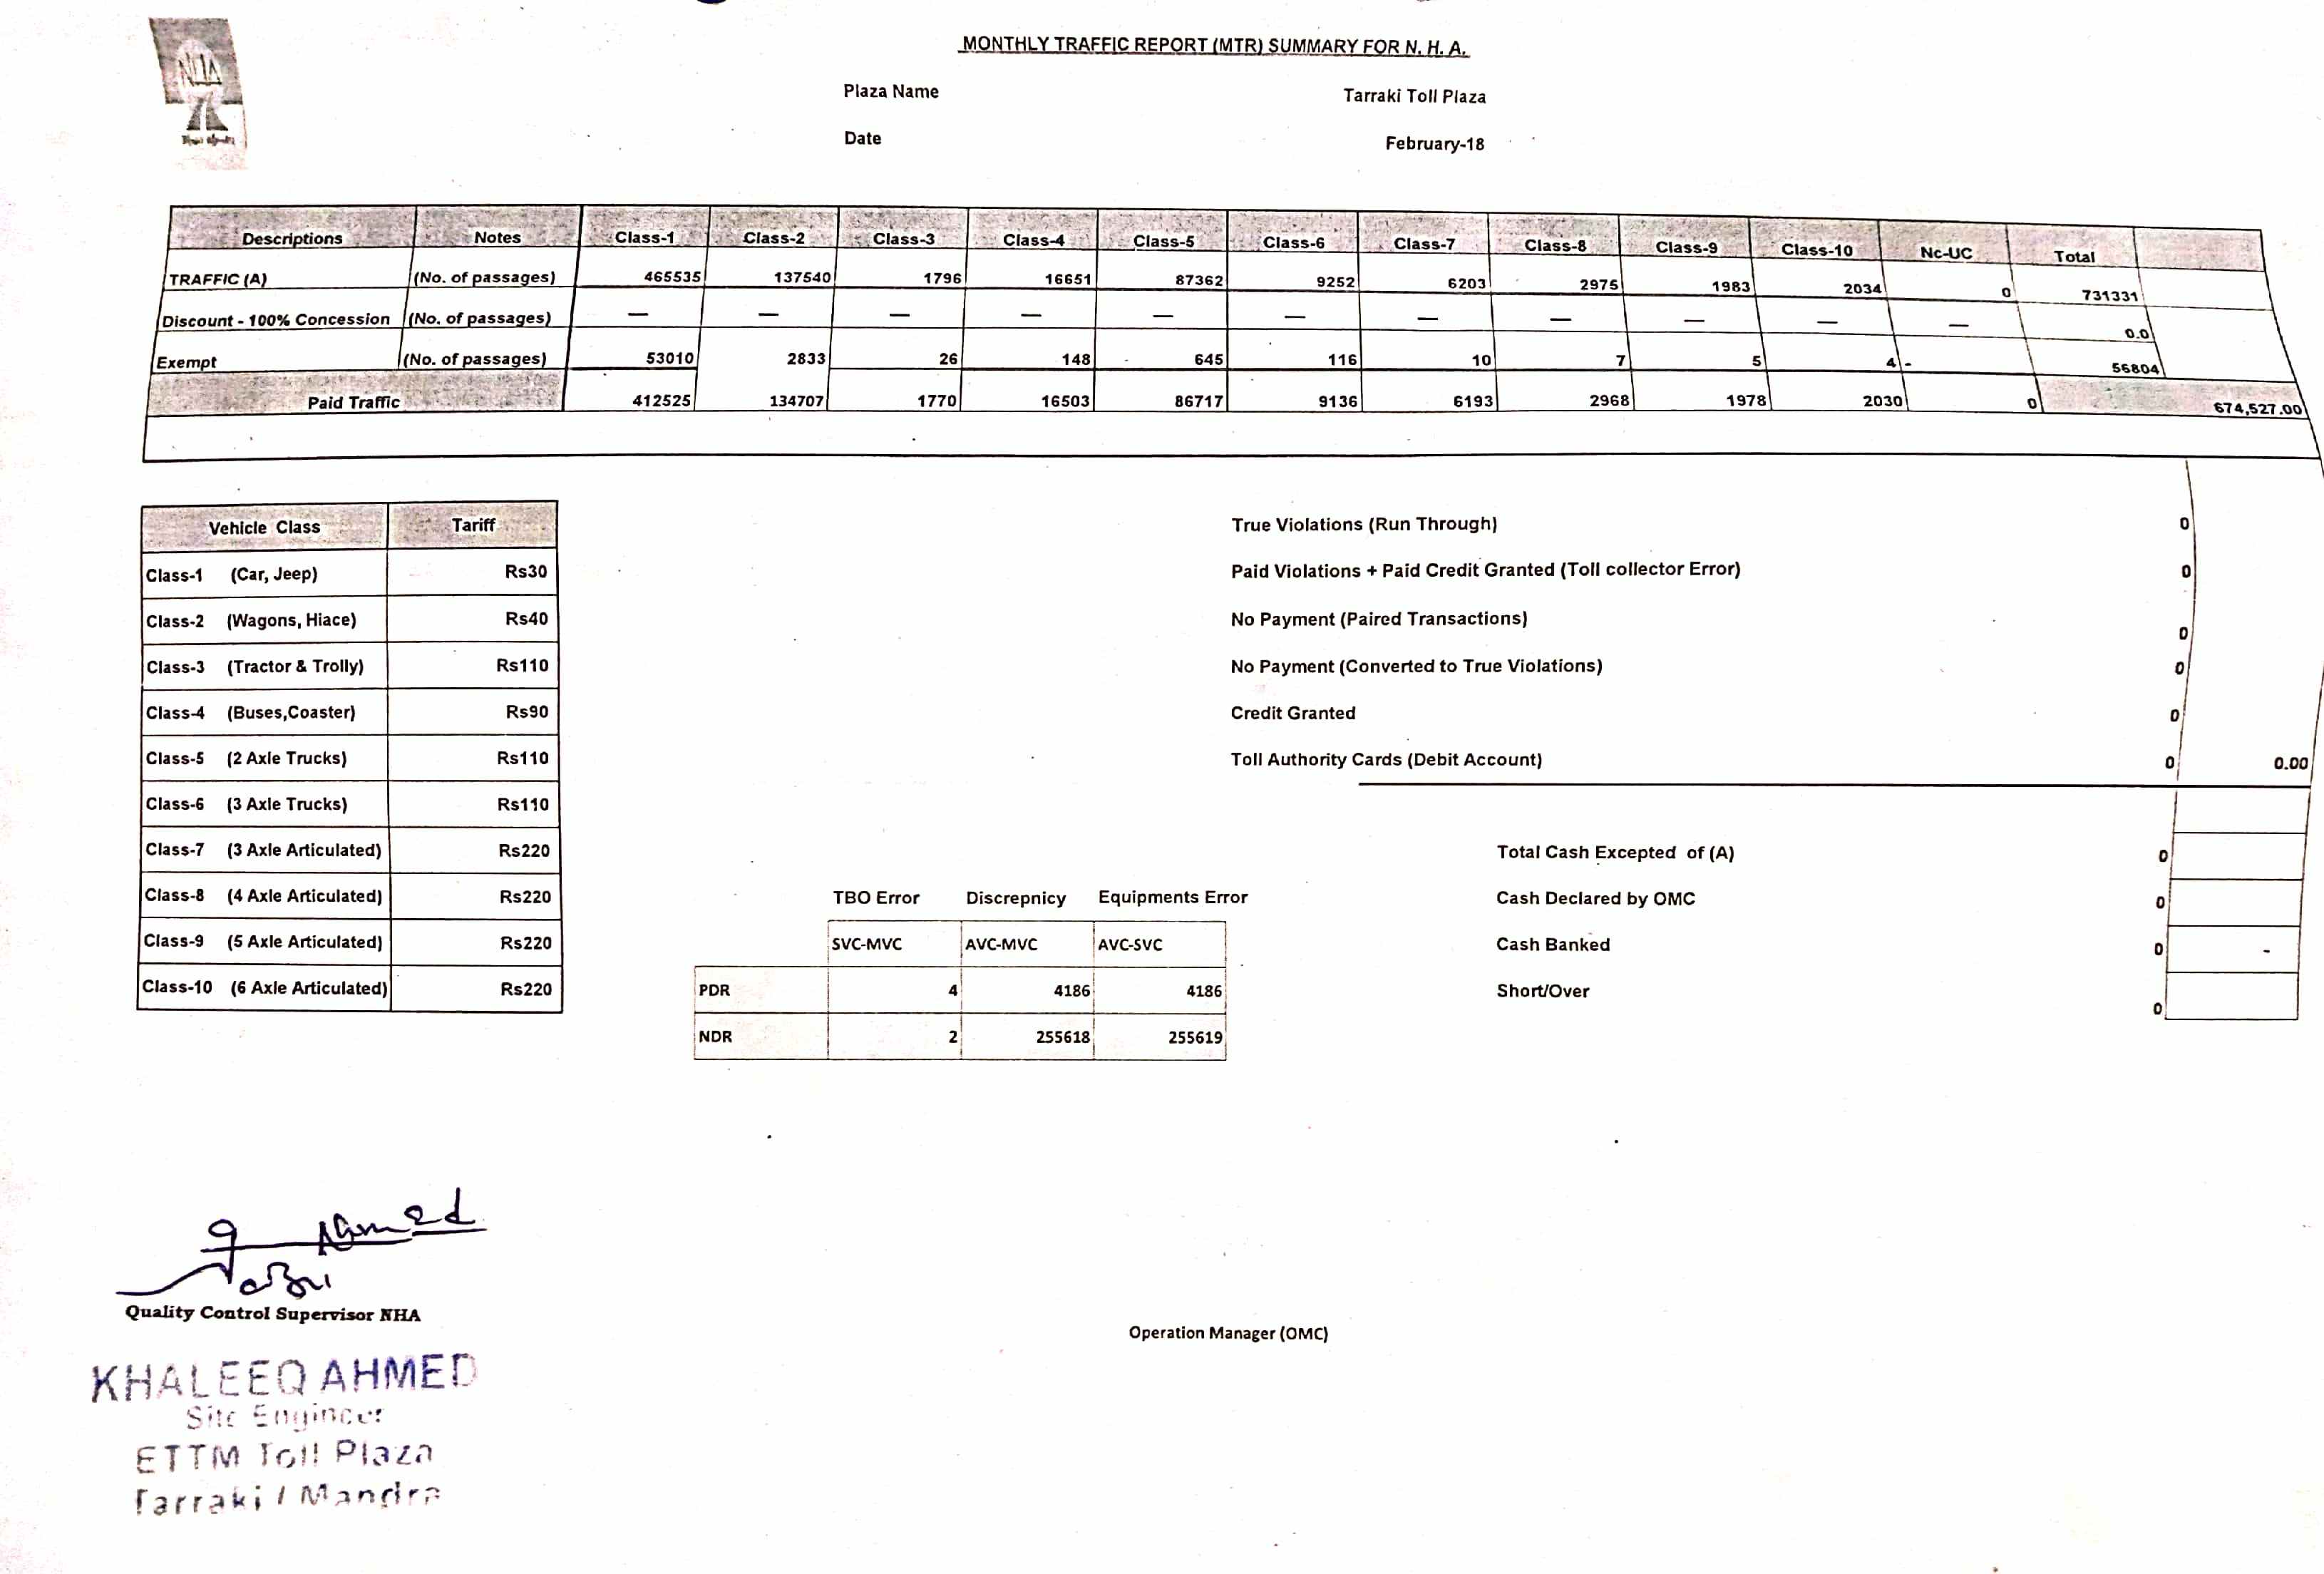 MONTHLY TRAFFIC REPORT (MTR) SUMMARY FOR N. H. A.
Plaza Name Tarraki Toll Plaza
Date February-18
Descriptions Notes Class-1 Class-2 Class-3 Class-4 Class-5 Class-6 Class-7 Class-8 Class-9 Class-10 Nc-UC Total
TRAFFIC (A) (No. of passages) 465535 137540 1796 16651 87362 9252 6203 2975 1983 2034 0 731331
Discount - 100% Concession (No. of passages) — — — — — — — — — — — 0.0
Exempt (No. of passages) 53010 2833 26 148 645 116 10 7 5 4 - 56804
Paid Traffic 412525 134707 1770 16503 86717 9136 6193 2968 1978 2030 0 674,527.00
Vehicle Class Tariff
Class-1 (Car, Jeep) Rs30
Class-2 (Wagons, Hiace) Rs40
Class-3 (Tractor & Trolly) Rs110
Class-4 (Buses,Coaster) Rs90
Class-5 (2 Axle Trucks) Rs110
Class-6 (3 Axle Trucks) Rs110
Class-7 (3 Axle Articulated) Rs220
Class-8 (4 Axle Articulated) Rs220
Class-9 (5 Axle Articulated) Rs220
Class-10 (6 Axle Articulated) Rs220
True Violations (Run Through) 0
Paid Violations + Paid Credit Granted (Toll collector Error) 0
No Payment (Paired Transactions) 0
No Payment (Converted to True Violations) 0
Credit Granted 0
Toll Authority Cards (Debit Account) 0 0.00
Total Cash Excepted of (A) 0
Cash Declared by OMC 0
Cash Banked 0 -
Short/Over 0
TBO Error Discrepnicy Equipments Error
SVC-MVC AVC-MVC AVC-SVC
PDR 4 4186 4186
NDR 2 255618 255619
Ahmed
Quality Control Supervisor NHA
Operation Manager (OMC)
KHALEEQ AHMED
Site Engineer
ETTM Toll Plaza
Tarraki / Mandra